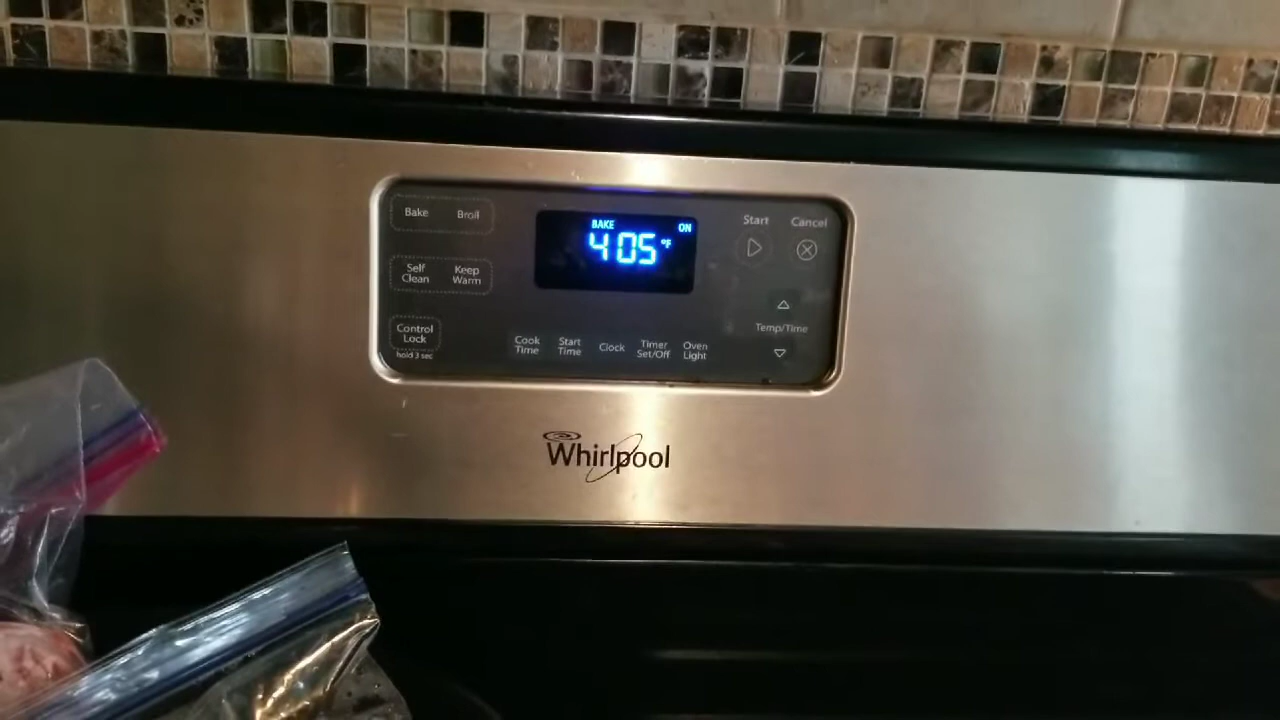 Bake Broil
Self Clean
Keep Warm
Control Lock
hold 3 sec
BAKE ON
405 °F
Cook Time
Start Time
Clock
Timer Set/Off
Oven Light
Start Cancel
Temp/Time
Whirlpool